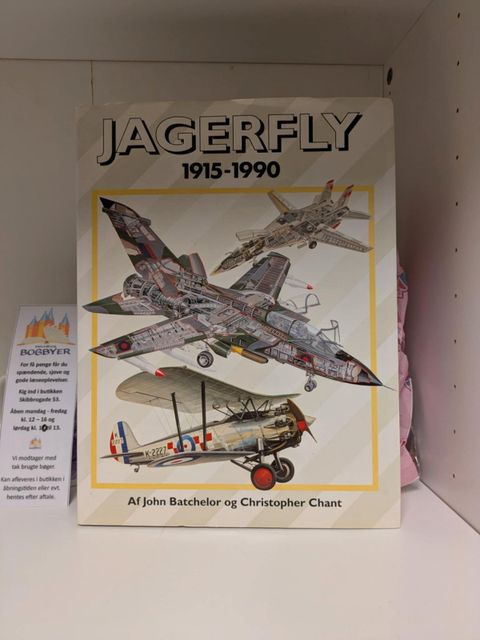 JAGERFLY
1915-1990
K-2227
Af John Batchelor og Christopher Chant
BOGBYER
For få penge får du
spændende, sjove og
gode læseoplevelser.
Kig ind i butikken
Skibbrogade 53.
Åben mandag - fredag
kl. 12 – 16 og
lørdag kl. 10 13.
Vi modtager med
tak brugte bøger.
Kan afleveres i butikken i
åbningstiden eller evt.
hentes efter aftale.